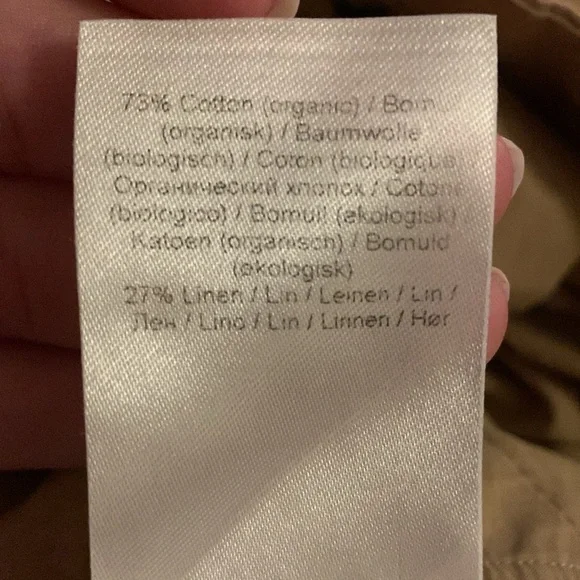 73% Cotton (organic) / Bom
(organisk) / Baumwolle
(biologisch) / Coton (biologique)
Органический хлопок / Cotone
(biologico) / Bomull (ekologisk) /
Katoen (organisch) / Bomuld
(økologisk)
27% Linen / Lin / Leinen / Lin /
Лен / Lino / Lin / Linnen / Hør